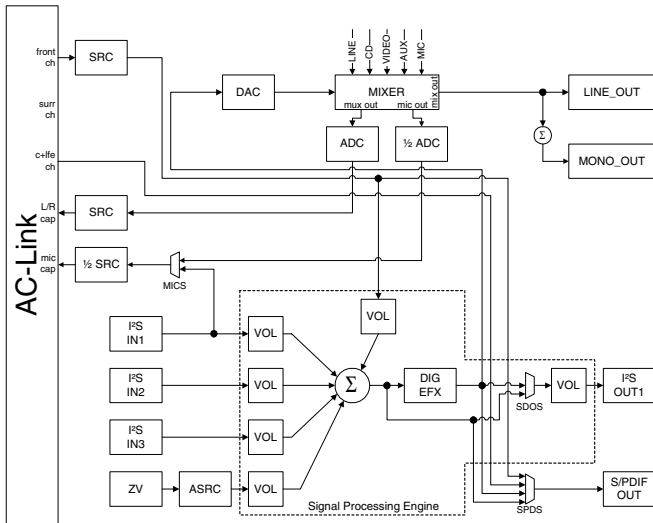 AC-Link
front
ch
surr
ch
c+lfe
ch
L/R
cap
mic
cap
SRC
SRC
½ SRC
MICS
DAC
LINE
CD
VIDEO
AUX
MIC
MIXER
mux out
mic out
mix out
ADC
½ ADC
LINE_OUT
Σ
MONO_OUT
I²S
IN1
VOL
VOL
I²S
IN2
VOL
Σ
DIG
EFX
SDOS
VOL
I²S
OUT1
I²S
IN3
VOL
ZV
ASRC
VOL
Signal Processing Engine
SPDS
S/PDIF
OUT